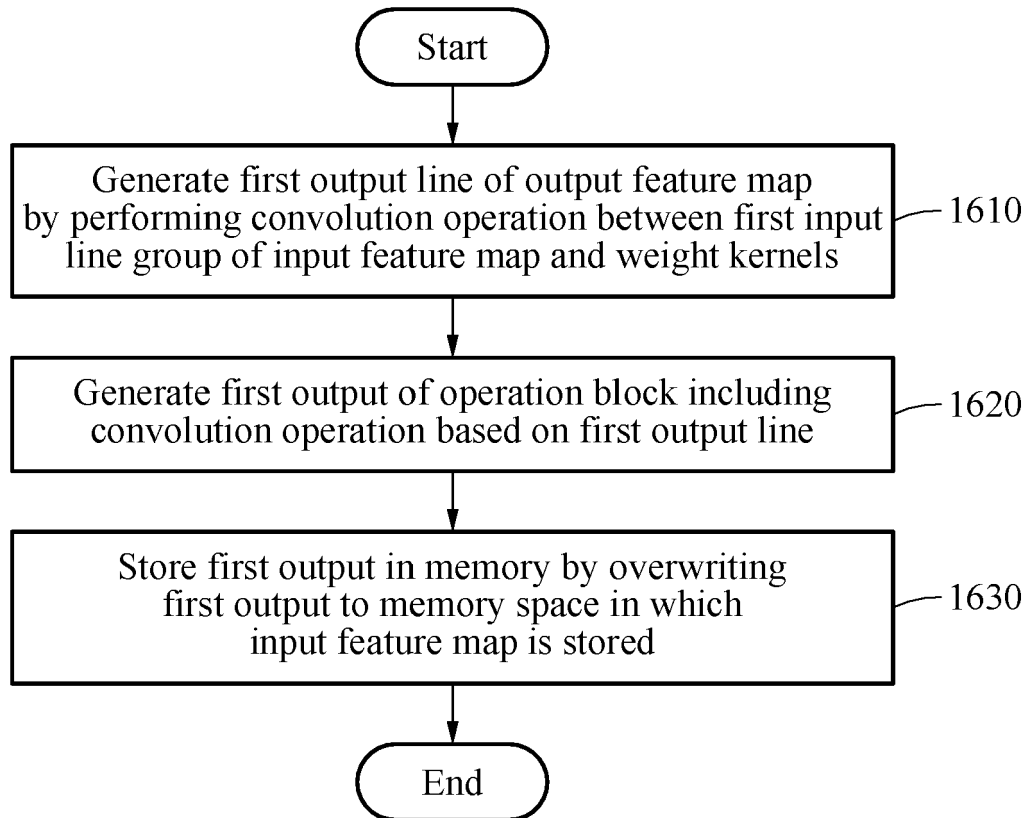 Start
Generate first output line of output feature map
by performing convolution operation between first input
line group of input feature map and weight kernels
1610
Generate first output of operation block including
convolution operation based on first output line
1620
Store first output in memory by overwriting
first output to memory space in which
input feature map is stored
1630
End